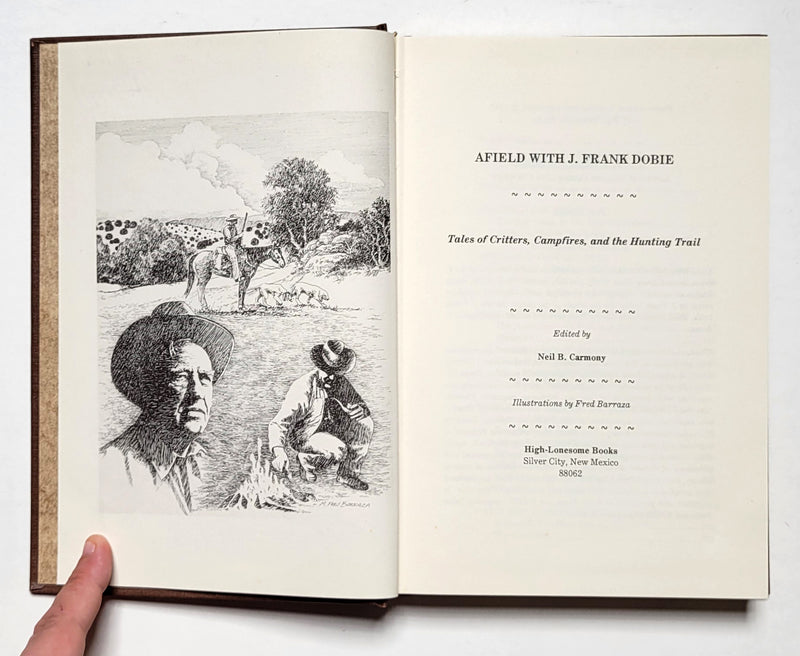 AFIELD WITH J. FRANK DOBIE
~ ~ ~ ~ ~ ~ ~ ~ ~ ~
Tales of Critters, Campfires, and the Hunting Trail
~ ~ ~ ~ ~ ~ ~ ~ ~ ~
Edited by
Neil B. Carmony
~ ~ ~ ~ ~ ~ ~ ~ ~ ~
Illustrations by Fred Barraza
~ ~ ~ ~ ~ ~ ~ ~ ~ ~
High-Lonesome Books
Silver City, New Mexico
88062